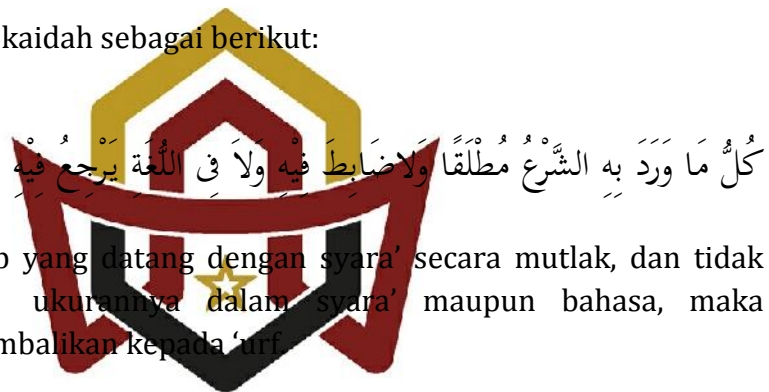 kaidah sebagai berikut:
كُلُّ مَا وَرَدَ بِهِ الشَّرْعُ مُطْلَقًا وَلاضَابِطَ فِيْهِ وَلاَ فِى اللُّغَةِ يَرْجِعُ فِيْهِ
yang datang dengan syara’ secara mutlak, dan tidak
ukurannya dalam syara’ maupun bahasa, maka
mbalikan kepada ‘urf.